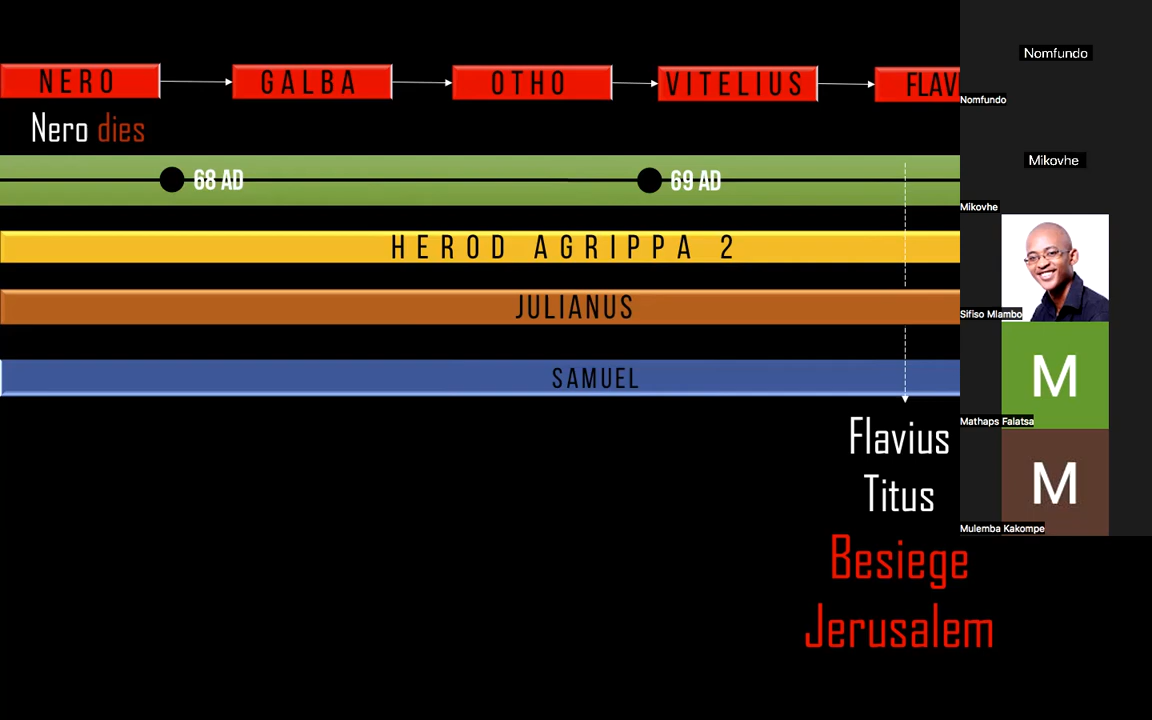 NERO
GALBA
OTHO
VITELIUS
FLAV
Nero dies
68 AD
69 AD
HEROD AGRIPPA 2
JULIANUS
SAMUEL
Flavius
Titus
Besiege
Jerusalem
Nomfundo
Nomfundo
Mikovhe
Mikovhe
Sifiso Mlambo
M
Mathaps Falatsa
M
Mulemba Kakompe